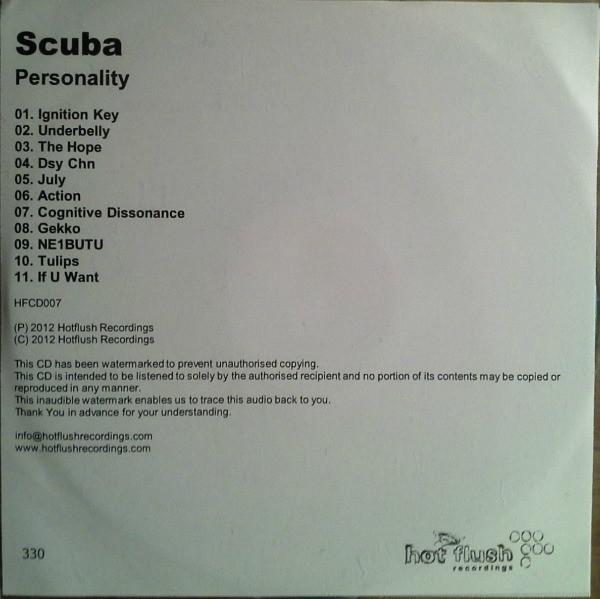 Scuba
Personality
01. Ignition Key
02. Underbelly
03. The Hope
04. Dsy Chn
05. July
06. Action
07. Cognitive Dissonance
08. Gekko
09. NE1BUTU
10. Tulips
11. If U Want
HFCD007
(P) 2012 Hotflush Recordings
(C) 2012 Hotflush Recordings
This CD has been watermarked to prevent unauthorised copying.
This CD is intended to be listened to solely by the authorised recipient and no portion of its contents may be copied or
reproduced in any manner.
This inaudible watermark enables us to trace this audio back to you.
Thank You in advance for your understanding.
info@hotflushrecordings.com
www.hotflushrecordings.com
330
hot flush
recordings